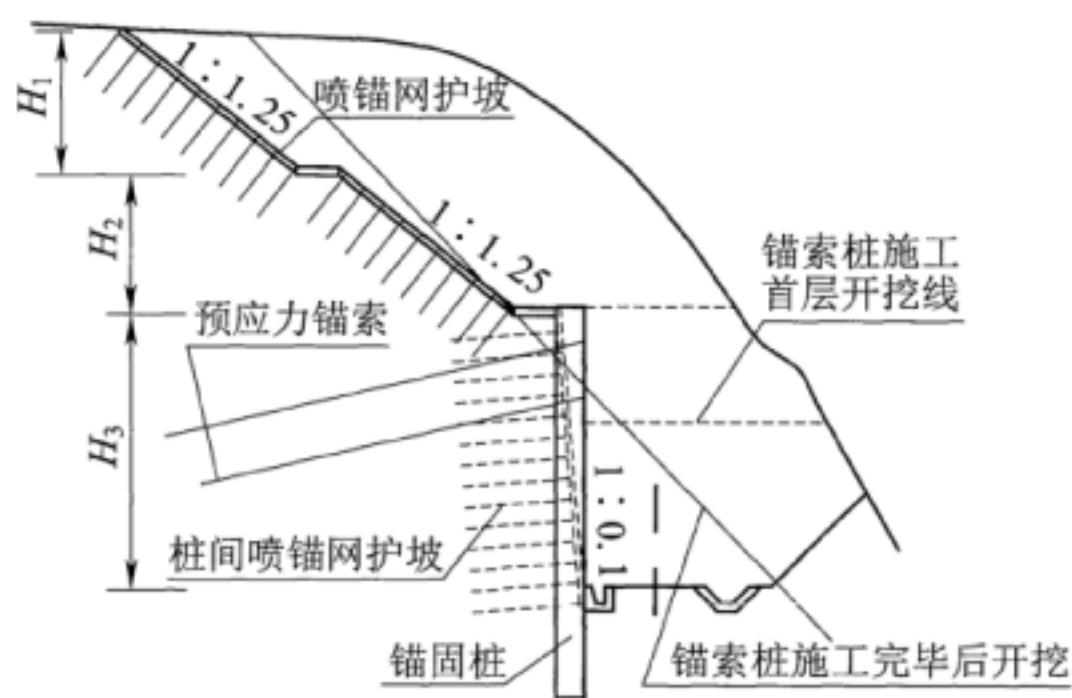 H₁
1:1.25
喷锚网护坡
H₂
1:1.25
锚索桩施工
首层开挖线
预应力锚索
H₃
1:0.1
桩间喷锚网护坡
锚固桩
锚索桩施工完毕后开挖